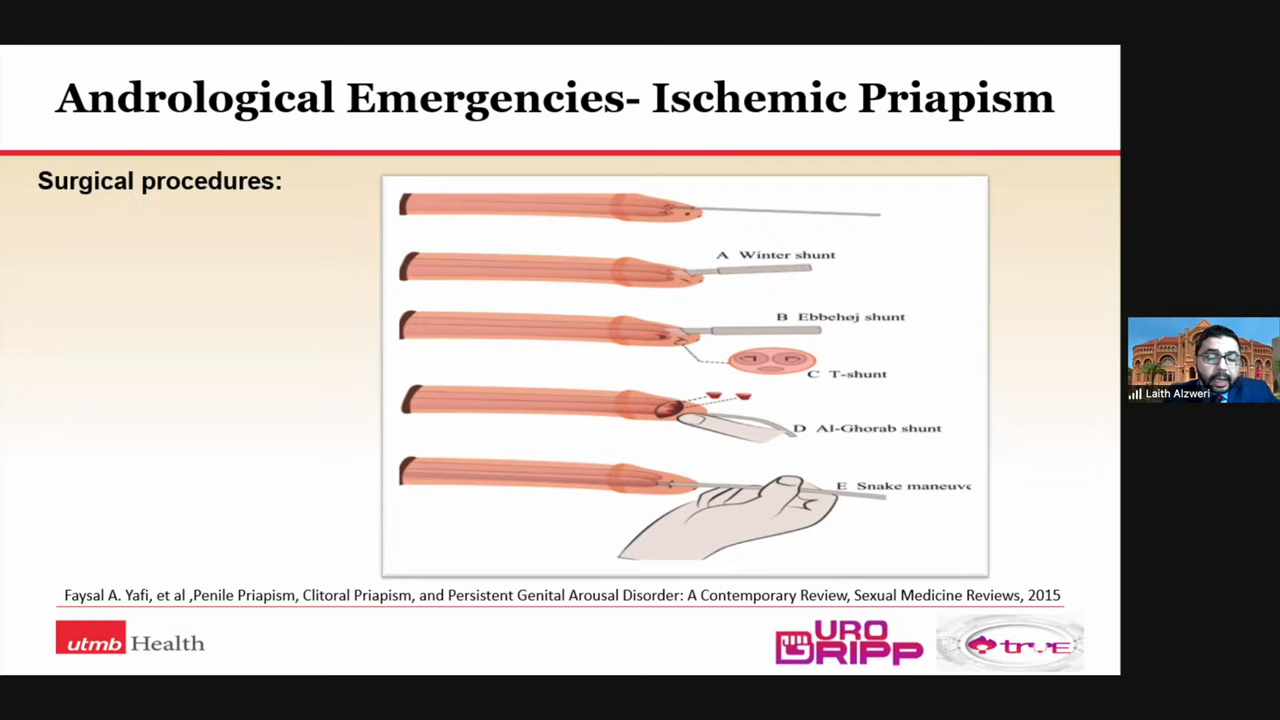 Andrological Emergencies- Ischemic Priapism
Surgical procedures:
A Winter shunt
B Ebbehøj shunt
C T-shunt
D Al-Ghorab shunt
E Snake maneuve
Faysal A. Yafi, et al ,Penile Priapism, Clitoral Priapism, and Persistent Genital Arousal Disorder: A Contemporary Review, Sexual Medicine Reviews, 2015
utmb Health
URO
GRIPP
true
Laith Alzweri